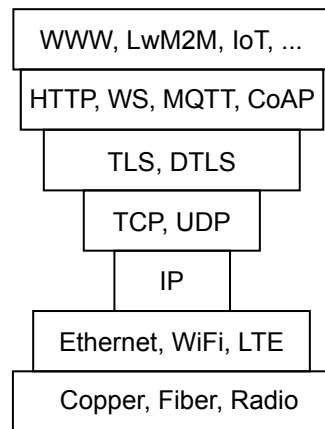 WWW, LwM2M, IoT, ...
HTTP, WS, MQTT, CoAP
TLS, DTLS
TCP, UDP
IP
Ethernet, WiFi, LTE
Copper, Fiber, Radio